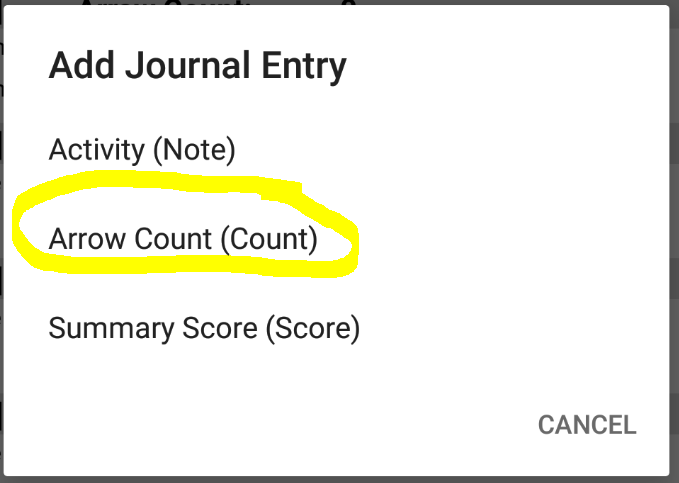 Add Journal Entry
Activity (Note)
Arrow Count (Count)
Summary Score (Score)
CANCEL